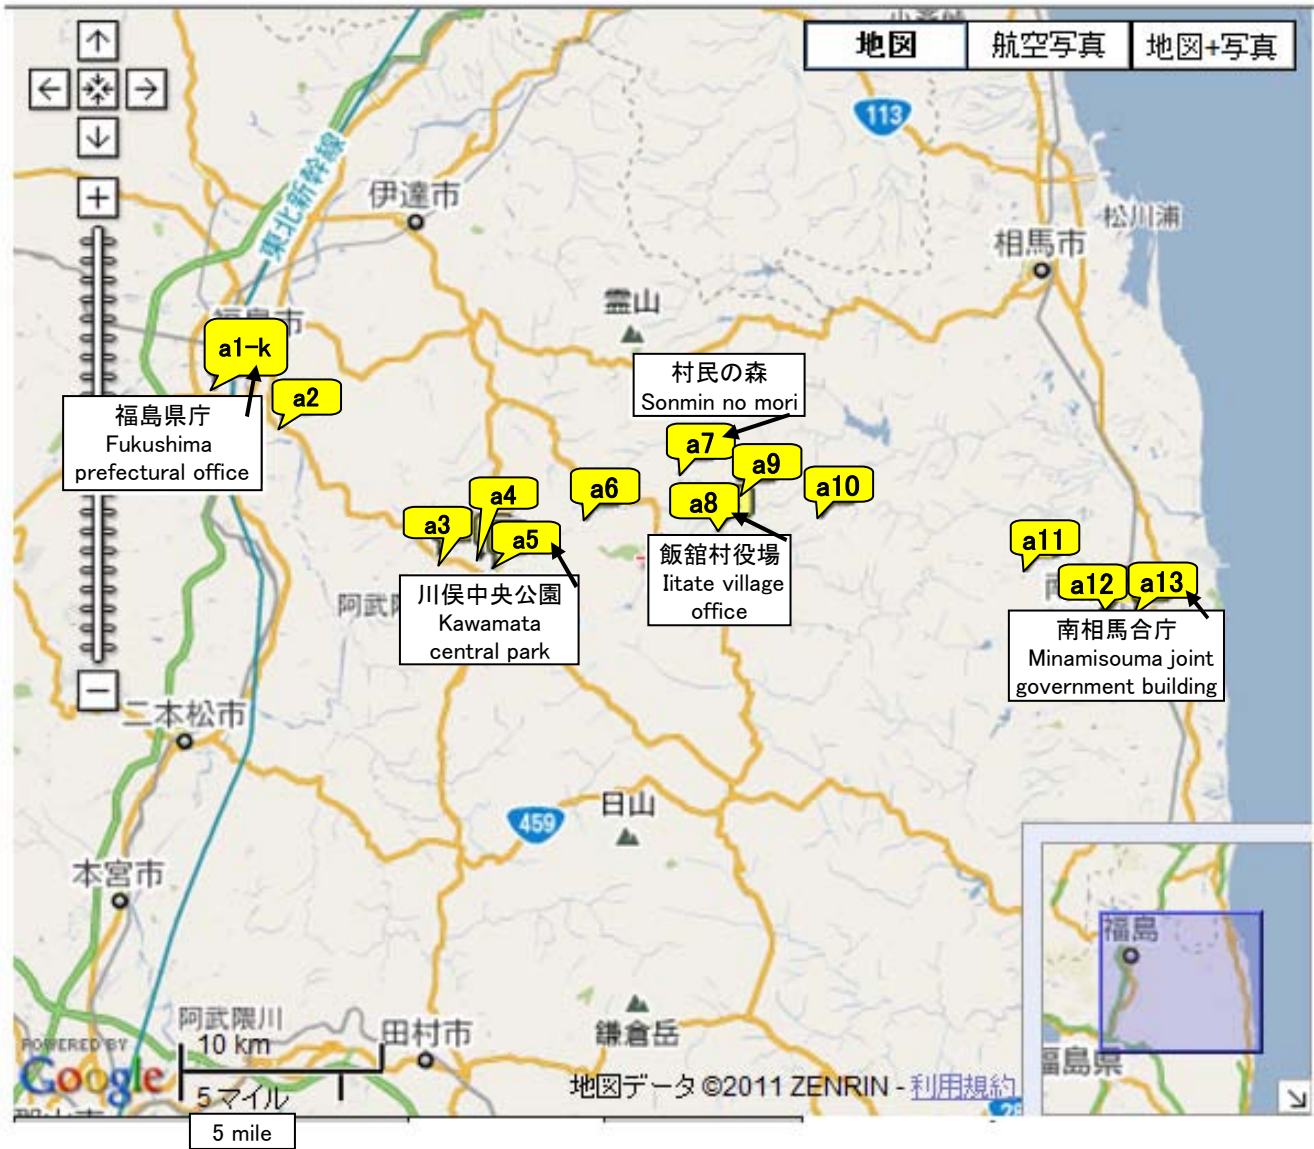 地図
航空写真
地図+写真
113
東北新幹線
伊達市
松川浦
相馬市
霊山
福島市
a1-k
a2
福島県庁
Fukushima
prefectural office
村民の森
Sonmin no mori
a7
a9
a10
a6
a8
a4
a3
a5
a11
a12
a13
飯舘村役場
Iitate village
office
川俣中央公園
Kawamata
central park
阿武隈
南相馬合庁
Minamisouma joint
government building
二本松市
日山
459
本宮市
福島
阿武隈川
10 km
田村市
鎌倉岳
福島県
POWERED BY
Google
5 マイル
地図データ ©2011 ZENRIN - 利用規約
5 mile